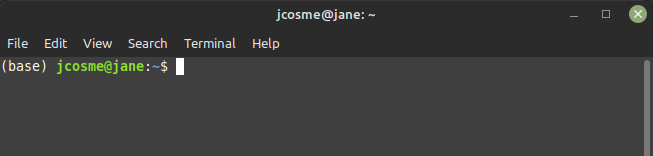 jcosme@jane: ~
File Edit View Search Terminal Help
(base) jcosme@jane:~$